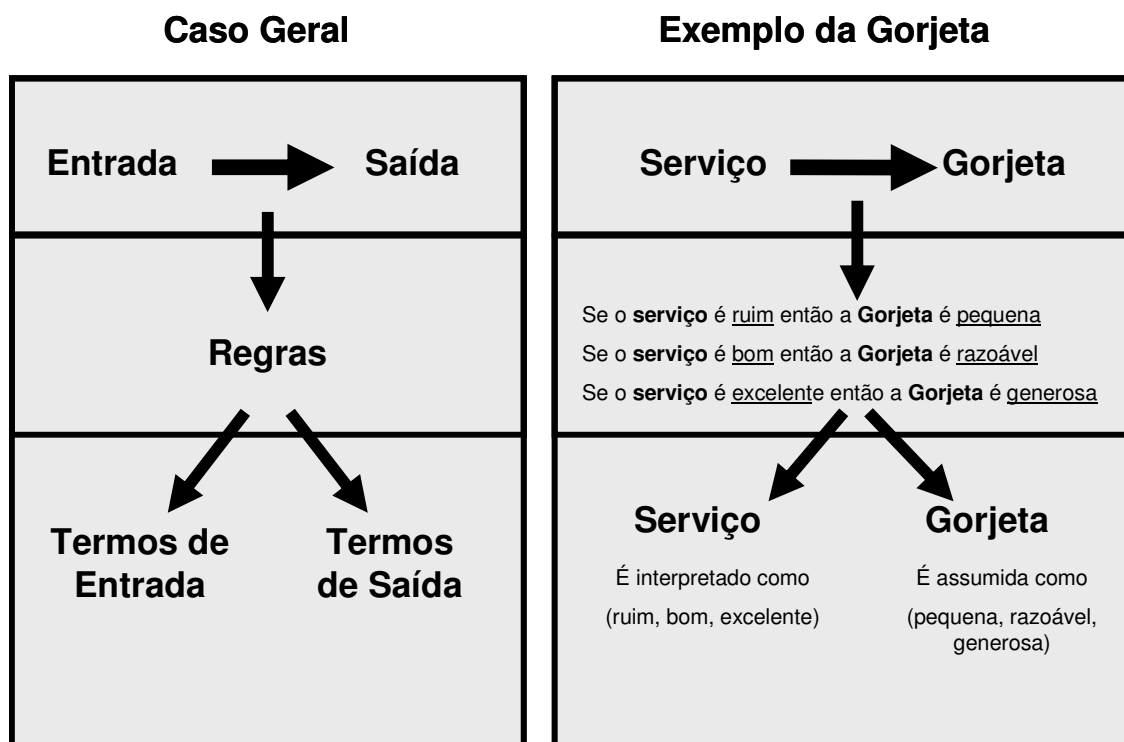 Caso Geral
Entrada
Saída
Regras
Termos de
Entrada
Termos
de Saída
Exemplo da Gorjeta
Serviço
Gorjeta
Se o serviço é ruim então a Gorjeta é pequena
Se o serviço é bom então a Gorjeta é razoável
Se o serviço é excelente então a Gorjeta é generosa
Serviço
É interpretado como
(ruim, bom, excelente)
Gorjeta
É assumida como
(pequena, razoável,
generosa)